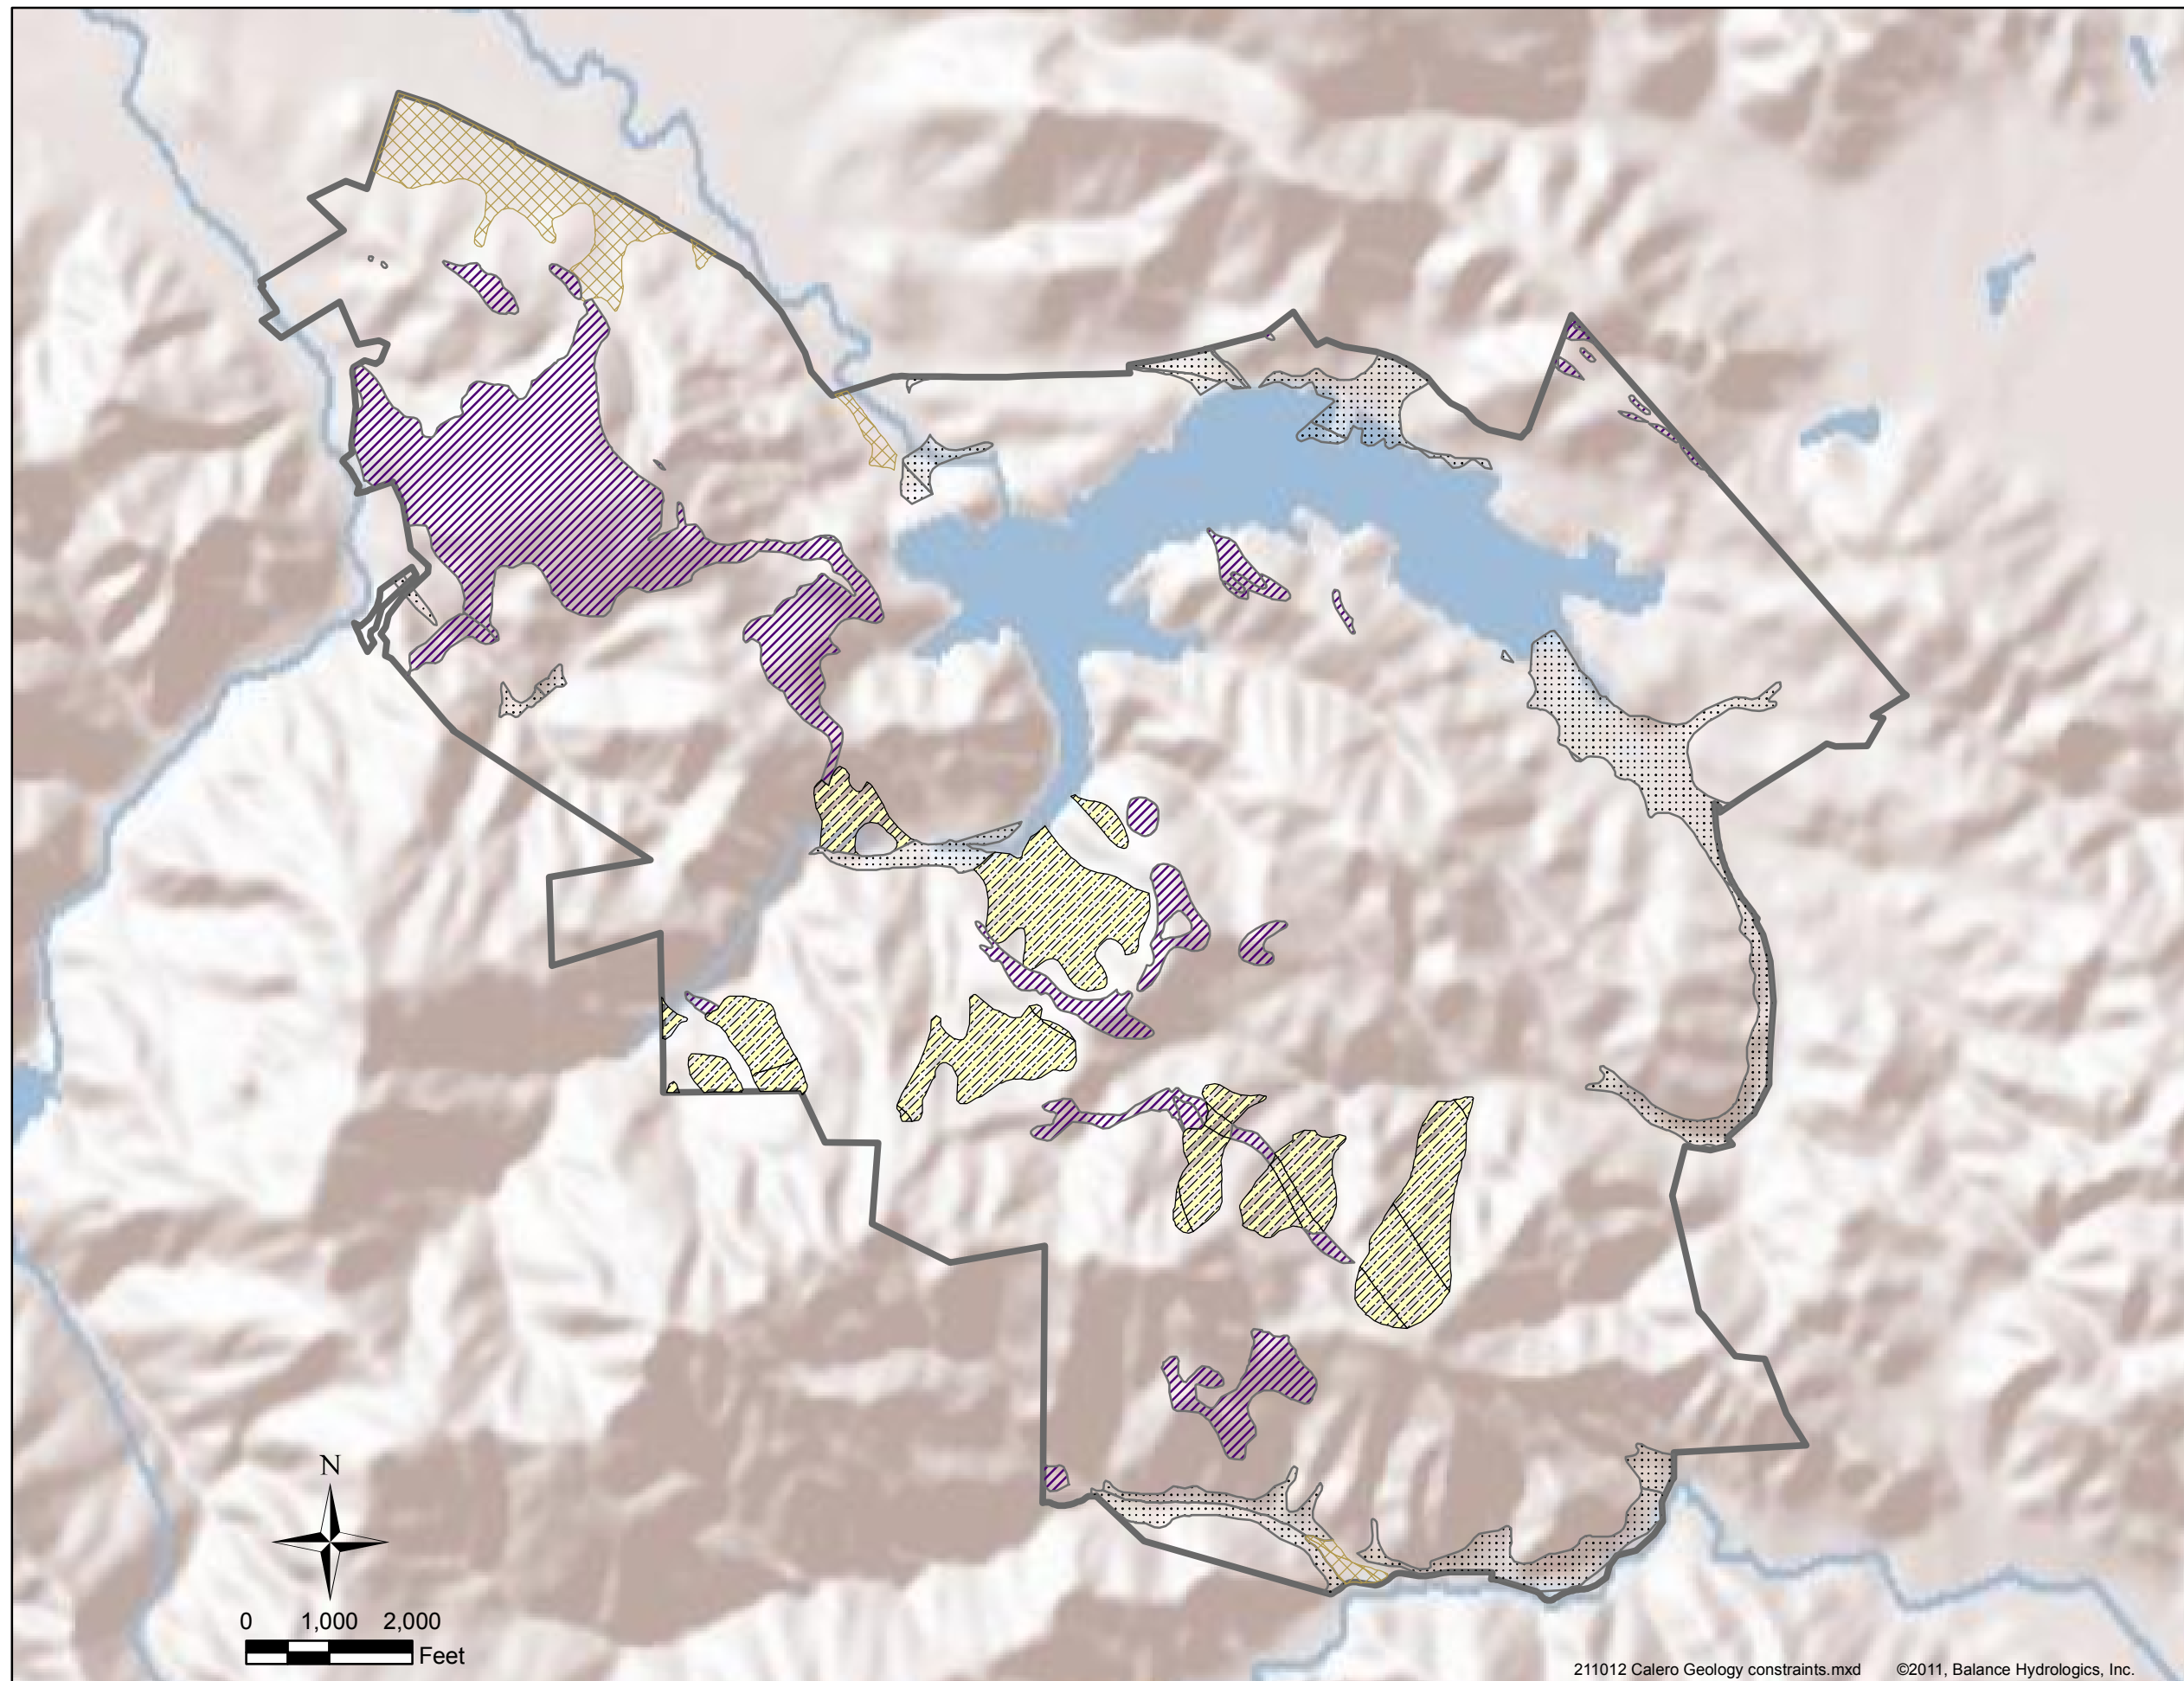 N
0 1,000 2,000
Feet
211012 Calero Geology constraints.mxd ©2011, Balance Hydrologics, Inc.